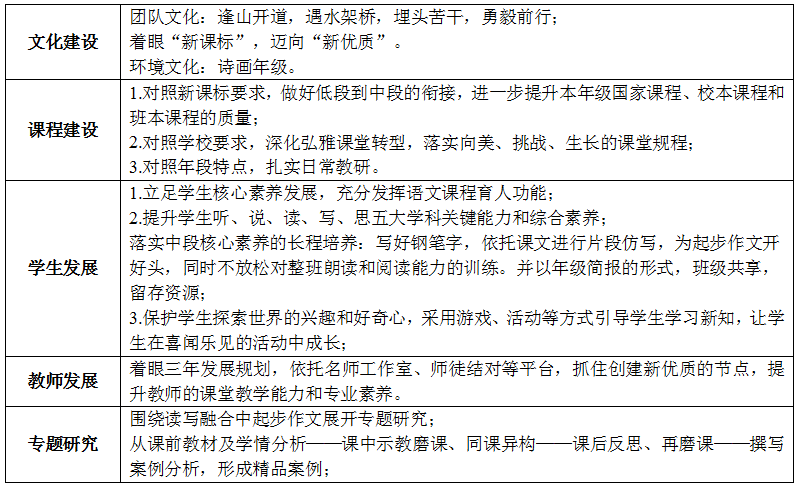 文化建设
团队文化：逢山开道，遇水架桥，埋头苦干，勇毅前行；
着眼“新课标”，迈向“新优质”。
环境文化：诗画年级。
课程建设
1.对照新课标要求，做好低段到中段的衔接，进一步提升本年级国家课程、校本课程和
班本课程的质量；
2.对照学校要求，深化弘雅课堂转型，落实向美、挑战、生长的课堂规程；
3.对照年段特点，扎实日常教研。
学生发展
1.立足学生核心素养发展，充分发挥语文课程育人功能；
2.提升学生听、说、读、写、思五大学科关键能力和综合素养；
落实中段核心素养的长程培养：写好钢笔字，依托课文进行片段仿写，为起步作文开
好头，同时不放松对整班朗读和阅读能力的训练。并以年级简报的形式，班级共享，
留存资源；
3.保护学生探索世界的兴趣和好奇心，采用游戏、活动等方式引导学生学习新知，让学
生在喜闻乐见的活动中成长；
教师发展
着眼三年发展规划，依托名师工作室、师徒结对等平台，抓住创建新优质的节点，提
升教师的课堂教学能力和专业素养。
专题研究
围绕读写融合中起步作文展开专题研究；
从课前教材及学情分析——课中示教磨课、同课异构——课后反思、再磨课——撰写
案例分析，形成精品案例；